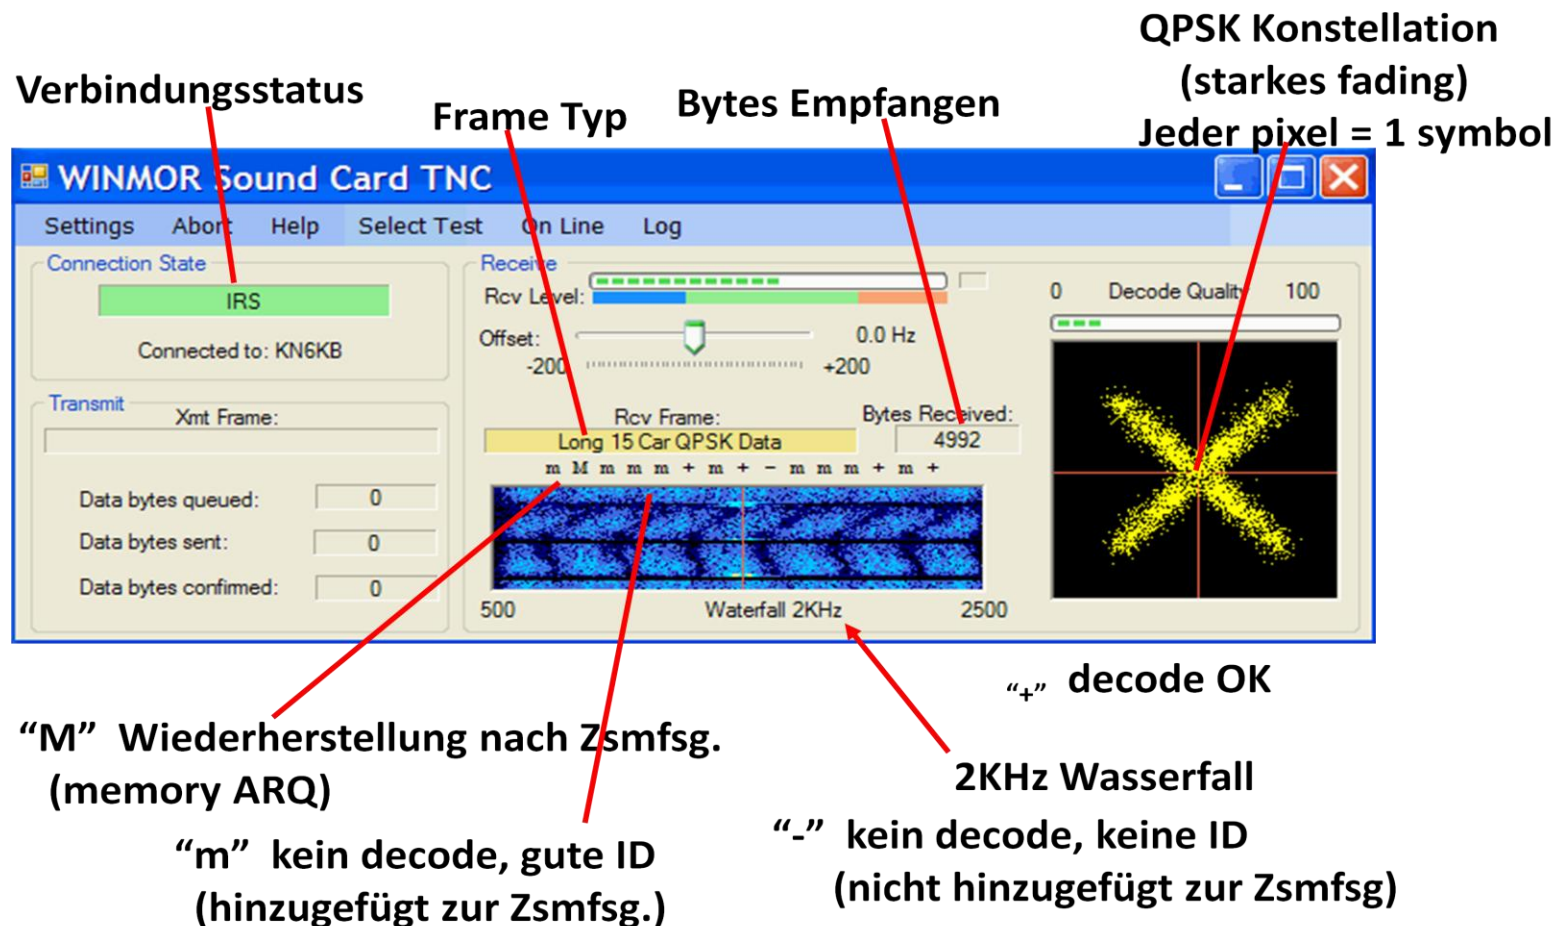 QPSK Konstellation
(starkes fading)
Jeder pixel = 1 symbol
Verbindungsstatus
Frame Typ
Bytes Empfangen
WINMOR Sound Card TNC
Settings Abort Help Select Test On Line Log
Connection State
IRS
Connected to: KN6KB
Transmit
Xmt Frame:
Data bytes queued: 0
Data bytes sent: 0
Data bytes confirmed: 0
Receive
Rcv Level:
Offset: 0.0 Hz
-200 +200
Rcv Frame: Bytes Received:
Long 15 Car QPSK Data 4992
m M m m m + m + - m m m + m +
500 Waterfall 2KHz 2500
0 Decode Quality 100
“+” decode OK
“M” Wiederherstellung nach Zsmfsg.
(memory ARQ)
2KHz Wasserfall
“m” kein decode, gute ID
(hinzugefügt zur Zsmfsg.)
“-” kein decode, keine ID
(nicht hinzugefügt zur Zsmfsg)